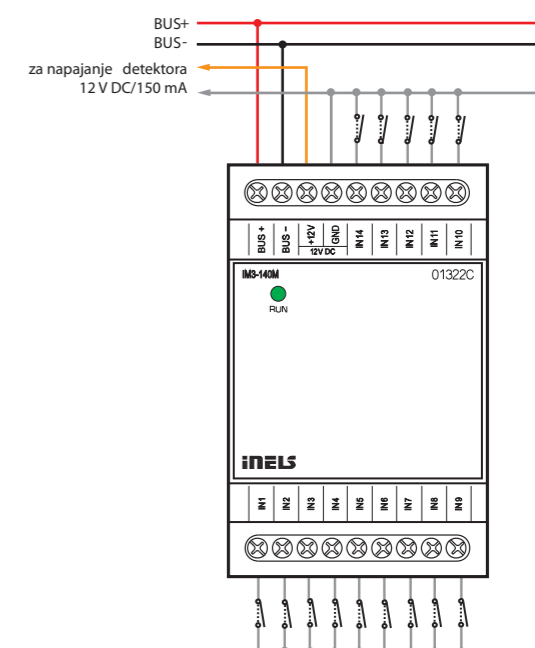 BUS+
BUS-
za napajanje detektora
12 V DC/150 mA
BUS + BUS – +12V GND IN14 IN13 IN12 IN11 IN10
12V DC
IM3-140M 01322C
RUN
iNELS
IN1 IN2 IN3 IN4 IN5 IN6 IN7 IN8 IN9